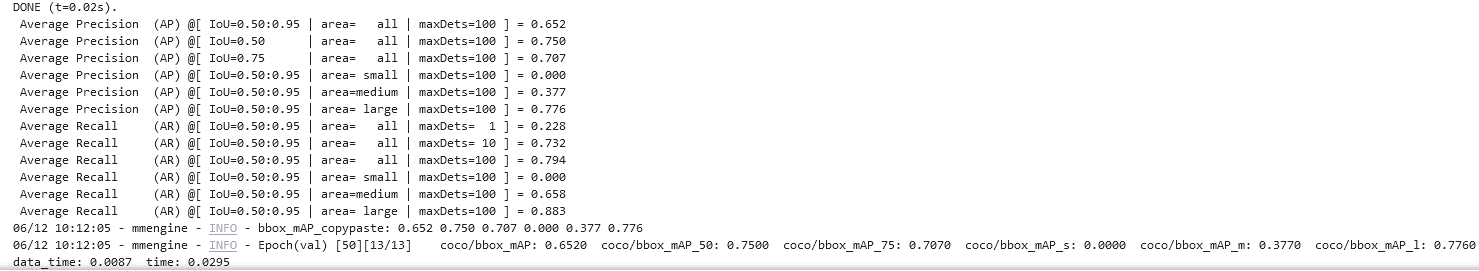 DONE (t=0.02s).
Average Precision  (AP) @[ IoU=0.50:0.95 | area=   all | maxDets=100 ] = 0.652
Average Precision  (AP) @[ IoU=0.50      | area=   all | maxDets=100 ] = 0.750
Average Precision  (AP) @[ IoU=0.75      | area=   all | maxDets=100 ] = 0.707
Average Precision  (AP) @[ IoU=0.50:0.95 | area= small | maxDets=100 ] = 0.000
Average Precision  (AP) @[ IoU=0.50:0.95 | area=medium | maxDets=100 ] = 0.377
Average Precision  (AP) @[ IoU=0.50:0.95 | area= large | maxDets=100 ] = 0.776
Average Recall     (AR) @[ IoU=0.50:0.95 | area=   all | maxDets=  1 ] = 0.228
Average Recall     (AR) @[ IoU=0.50:0.95 | area=   all | maxDets= 10 ] = 0.732
Average Recall     (AR) @[ IoU=0.50:0.95 | area=   all | maxDets=100 ] = 0.794
Average Recall     (AR) @[ IoU=0.50:0.95 | area= small | maxDets=100 ] = 0.000
Average Recall     (AR) @[ IoU=0.50:0.95 | area=medium | maxDets=100 ] = 0.658
Average Recall     (AR) @[ IoU=0.50:0.95 | area= large | maxDets=100 ] = 0.883
06/12 10:12:05 - mmengine - INFO - bbox_mAP_copypaste: 0.652 0.750 0.707 0.000 0.377 0.776
06/12 10:12:05 - mmengine - INFO - Epoch(val) [50][13/13]    coco/bbox_mAP: 0.6520  coco/bbox_mAP_50: 0.7500  coco/bbox_mAP_75: 0.7070  coco/bbox_mAP_s: 0.0000  coco/bbox_mAP_m: 0.3770  coco/bbox_mAP_l: 0.7760
data_time: 0.0087  time: 0.0295